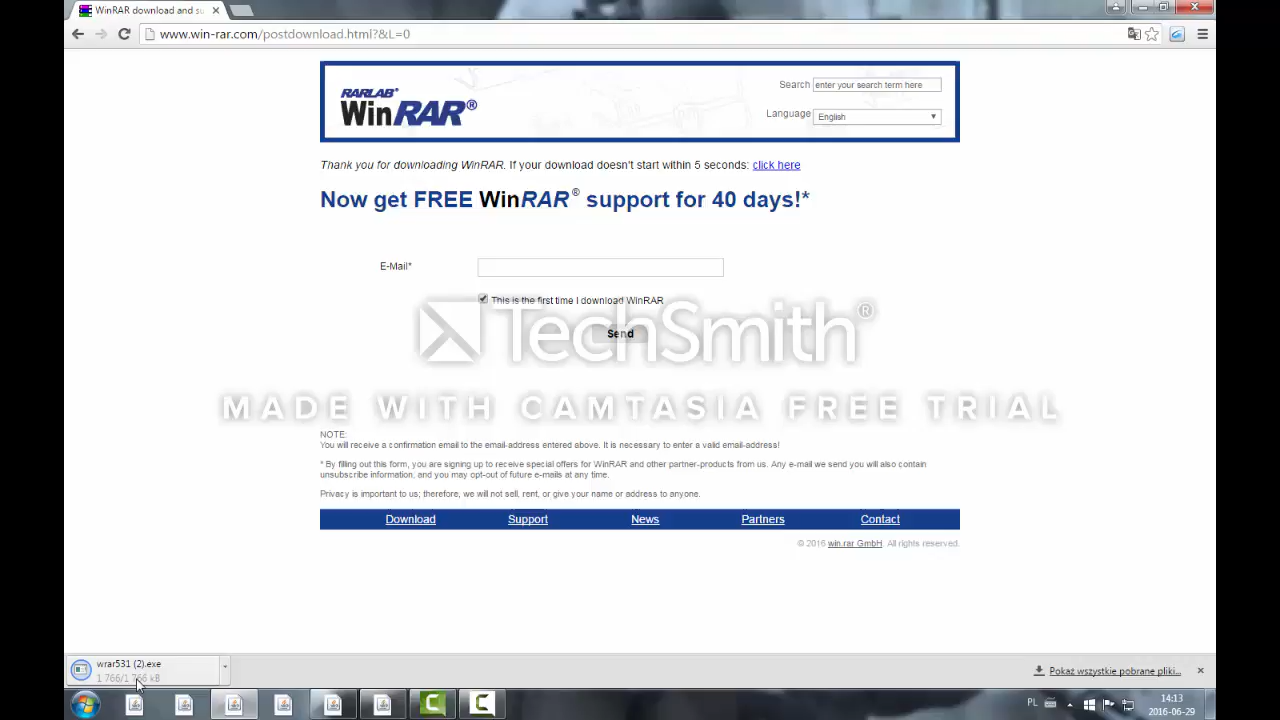 WinRAR download and su
www.win-rar.com/postdownload.html?&L=0
RARLAB®
WinRAR®
Search enter your search term here
Language English
Thank you for downloading WinRAR. If your download doesn't start within 5 seconds: click here
Now get FREE WinRAR® support for 40 days!*
E-Mail*
This is the first time I download WinRAR
Send
TechSmith®
MADE WITH CAMTASIA FREE TRIAL
NOTE:
You will receive a confirmation email to the email-address entered above. It is necessary to enter a valid email-address!
* By filling out this form, you are signing up to receive special offers for WinRAR and other partner-products from us. Any e-mail we send you will also contain
unsubscribe information, and you may opt-out of future e-mails at any time.
Privacy is important to us; therefore, we will not sell, rent, or give your name or address to anyone.
Download Support News Partners Contact
© 2016 win.rar GmbH. All rights reserved.
wrar531 (2).exe
1 766/1 766 kB
Pokaż wszystkie pobrane pliki...
PL
14:13
2016-06-29